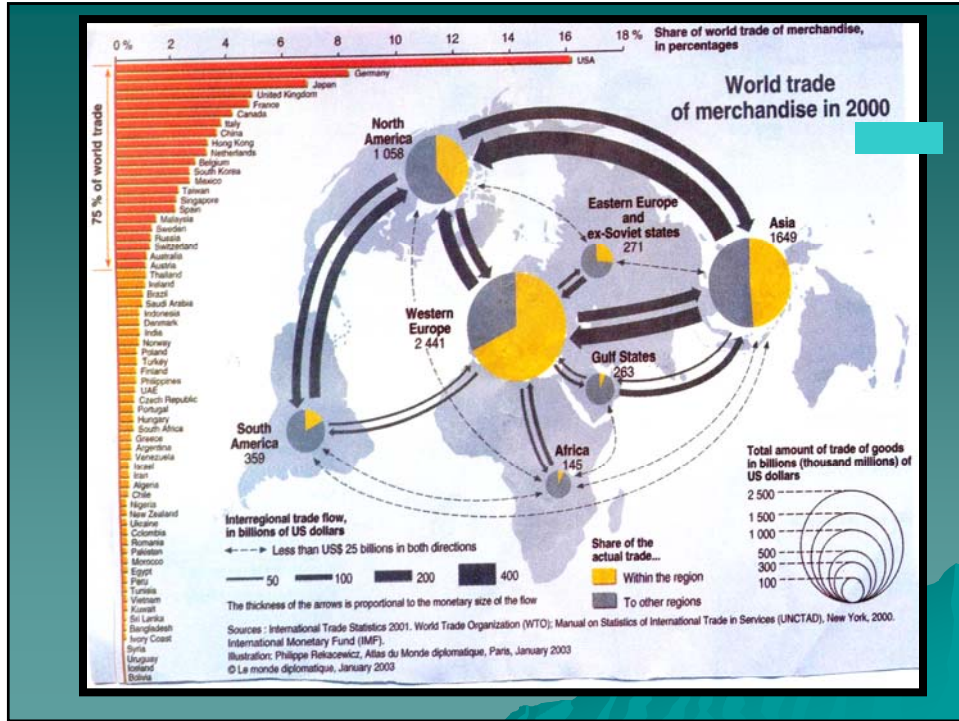 0 %
2
4
6
8
10
12
14
16
18 %
Share of world trade of merchandise,
in percentages
World trade
of merchandise in 2000
75 % of world trade
USA
Germany
Japan
United Kingdom
France
Canada
Italy
China
Hong Kong
Netherlands
Belgium
South Korea
Mexico
Taiwan
Singapore
Spain
Malaysia
Sweden
Russia
Switzerland
Australia
Austria
Thailand
Ireland
Brazil
Saudi Arabia
Indonesia
Denmark
India
Norway
Poland
Turkey
Finland
Philippines
UAE
Czech Republic
Portugal
Hungary
South Africa
Greece
Argentina
Venezuela
Israel
Iran
Algeria
Chile
Nigeria
New Zealand
Ukraine
Colombia
Romania
Pakistan
Morocco
Egypt
Peru
Tunisia
Vietnam
Kuwait
Sri Lanka
Bangladesh
Ivory Coast
Syria
Uruguay
Iceland
Bolivia
North
America
1 058
Eastern Europe
and
ex-Soviet states
271
Asia
1649
Western
Europe
2 441
Gulf States
263
South
America
359
Africa
145
Interregional trade flow,
in billions of US dollars
Less than US$ 25 billions in both directions
50
100
200
400
The thickness of the arrows is proportional to the monetary size of the flow
Share of the
actual trade...
Within the region
To other regions
Total amount of trade of goods
in billions (thousand millions) of
US dollars
2 500
1 500
1 000
500
300
100
Sources : International Trade Statistics 2001. World Trade Organization (WTO); Manual on Statistics of International Trade in Services (UNCTAD), New York, 2000.
International Monetary Fund (IMF).
Illustration: Philippe Rekacewicz, Atlas du Monde diplomatique, Paris, January 2003
© Le monde diplomatique, January 2003